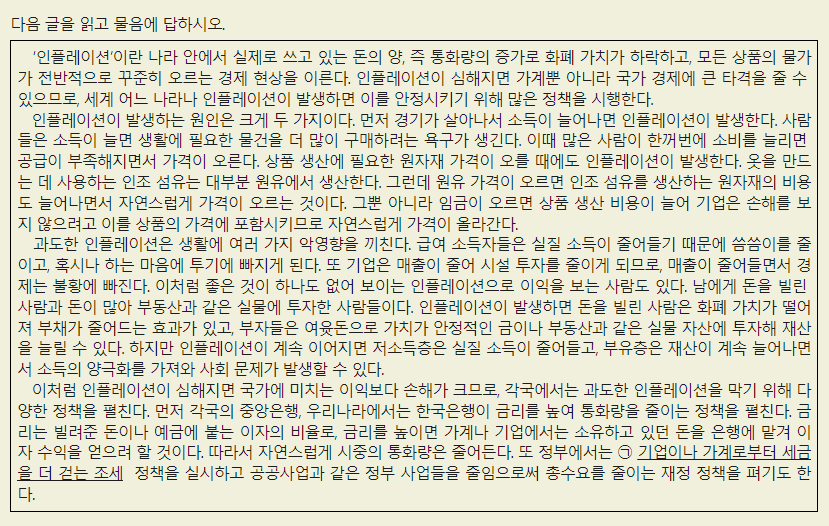 다음 글을 읽고 물음에 답하시오.
‘인플레이션’이란 나라 안에서 실제로 쓰고 있는 돈의 양, 즉 통화량의 증가로 화폐 가치가 하락하고, 모든 상품의 물가
가 전반적으로 꾸준히 오르는 경제 현상을 이른다. 인플레이션이 심해지면 가계뿐 아니라 국가 경제에 큰 타격을 줄 수
있으므로, 세계 어느 나라나 인플레이션이 발생하면 이를 안정시키기 위해 많은 정책을 시행한다.
인플레이션이 발생하는 원인은 크게 두 가지이다. 먼저 경기가 살아나서 소득이 늘어나면 인플레이션이 발생한다. 사람
들은 소득이 늘면 생활에 필요한 물건을 더 많이 구매하려는 욕구가 생긴다. 이때 많은 사람이 한꺼번에 소비를 늘리면
공급이 부족해지면서 가격이 오른다. 상품 생산에 필요한 원자재 가격이 오를 때에도 인플레이션이 발생한다. 옷을 만드
는 데 사용하는 인조 섬유는 대부분 원유에서 생산한다. 그런데 원유 가격이 오르면 인조 섬유를 생산하는 원자재의 비용
도 늘어나면서 자연스럽게 가격이 오르는 것이다. 그뿐 아니라 임금이 오르면 상품 생산 비용이 늘어 기업은 손해를 보
지 않으려고 이를 상품의 가격에 포함시키므로 자연스럽게 가격이 올라간다.
과도한 인플레이션은 생활에 여러 가지 악영향을 끼친다. 급여 소득자들은 실질 소득이 줄어들기 때문에 씀씀이를 줄
이고, 혹시나 하는 마음에 투기에 빠지게 된다. 또 기업은 매출이 줄어 시설 투자를 줄이게 되므로, 매출이 줄어들면서 경
제는 불황에 빠진다. 이처럼 좋은 것이 하나도 없어 보이는 인플레이션으로 이익을 보는 사람도 있다. 남에게 돈을 빌린
사람과 돈이 많아 부동산과 같은 실물에 투자한 사람들이다. 인플레이션이 발생하면 돈을 빌린 사람은 화폐 가치가 떨어
져 부채가 줄어드는 효과가 있고, 부자들은 여윳돈으로 가치가 안정적인 금이나 부동산과 같은 실물 자산에 투자해 재산
을 늘릴 수 있다. 하지만 인플레이션이 계속 이어지면 저소득층은 실질 소득이 줄어들고, 부유층은 재산이 계속 늘어나면
서 소득의 양극화를 가져와 사회 문제가 발생할 수 있다.
이처럼 인플레이션이 심해지면 국가에 미치는 이익보다 손해가 크므로, 각국에서는 과도한 인플레이션을 막기 위해 다
양한 정책을 펼친다. 먼저 각국의 중앙은행, 우리나라에서는 한국은행이 금리를 높여 통화량을 줄이는 정책을 펼친다. 금
리는 빌려준 돈이나 예금에 붙는 이자의 비율로, 금리를 높이면 가계나 기업에서는 소유하고 있던 돈을 은행에 맡겨 이
자 수익을 얻으려 할 것이다. 따라서 자연스럽게 시중의 통화량은 줄어든다. 또 정부에서는 ㉠ 기업이나 가계로부터 세금
을 더 걷는 조세 정책을 실시하고 공공사업과 같은 정부 사업들을 줄임으로써 총수요를 줄이는 재정 정책을 펴기도 한
다.